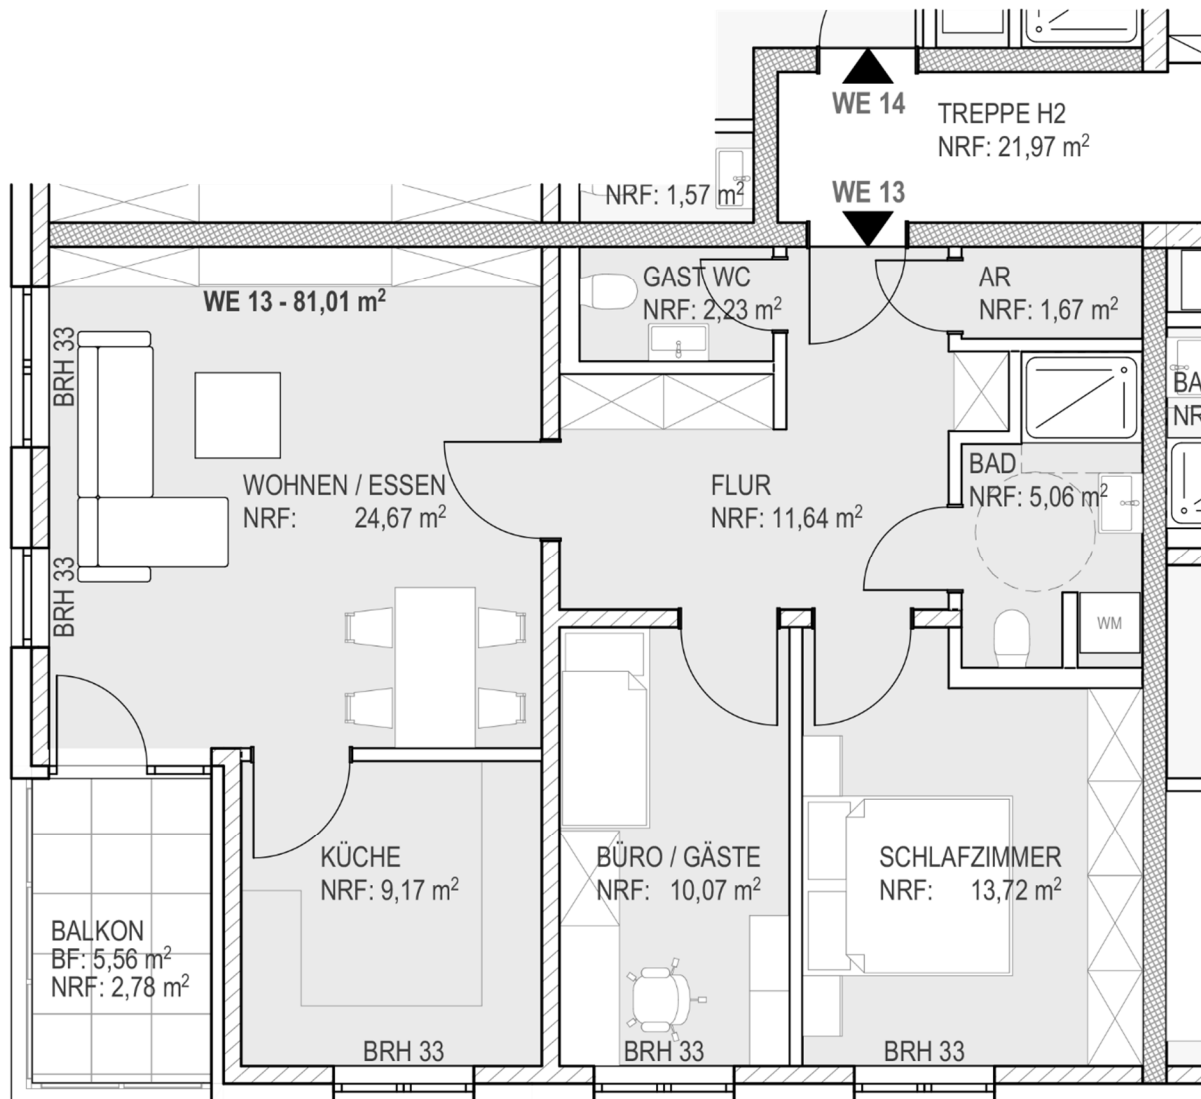 WE 14
TREPPE H2
NRF: 21,97 m²
NRF: 1,57 m²
WE 13
WE 13 - 81,01 m²
GAST WC
NRF: 2,23 m²
AR
NRF: 1,67 m²
BRH 33
BA
NR
WOHNEN / ESSEN
NRF: 24,67 m²
FLUR
NRF: 11,64 m²
BAD
NRF: 5,06 m²
BRH 33
WM
KÜCHE
NRF: 9,17 m²
BÜRO / GÄSTE
NRF: 10,07 m²
SCHLAFZIMMER
NRF: 13,72 m²
BALKON
BF: 5,56 m²
NRF: 2,78 m²
BRH 33
BRH 33
BRH 33